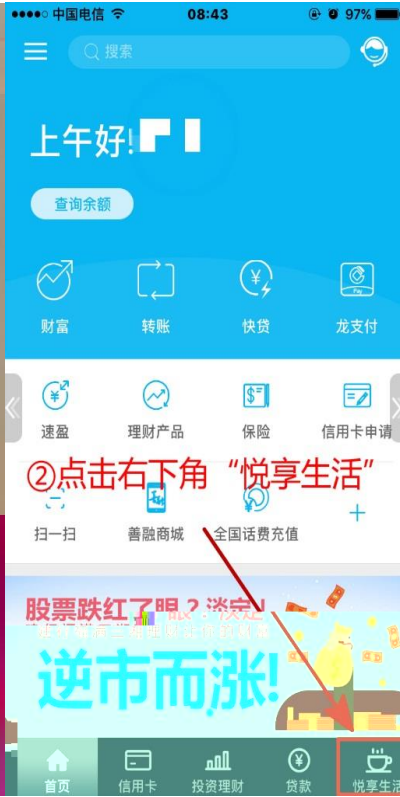 中国电信
08:43
97%
搜索
上午好!
查询余额
财富
转账
快贷
龙支付
Pay
速盈
理财产品
保险
信用卡申请
②点击右下角“悦享生活”
扫一扫
善融商城
全国话费充值
股票跌红了眼？淡定！
逆市而涨!
首页
信用卡
投资理财
贷款
悦享生活